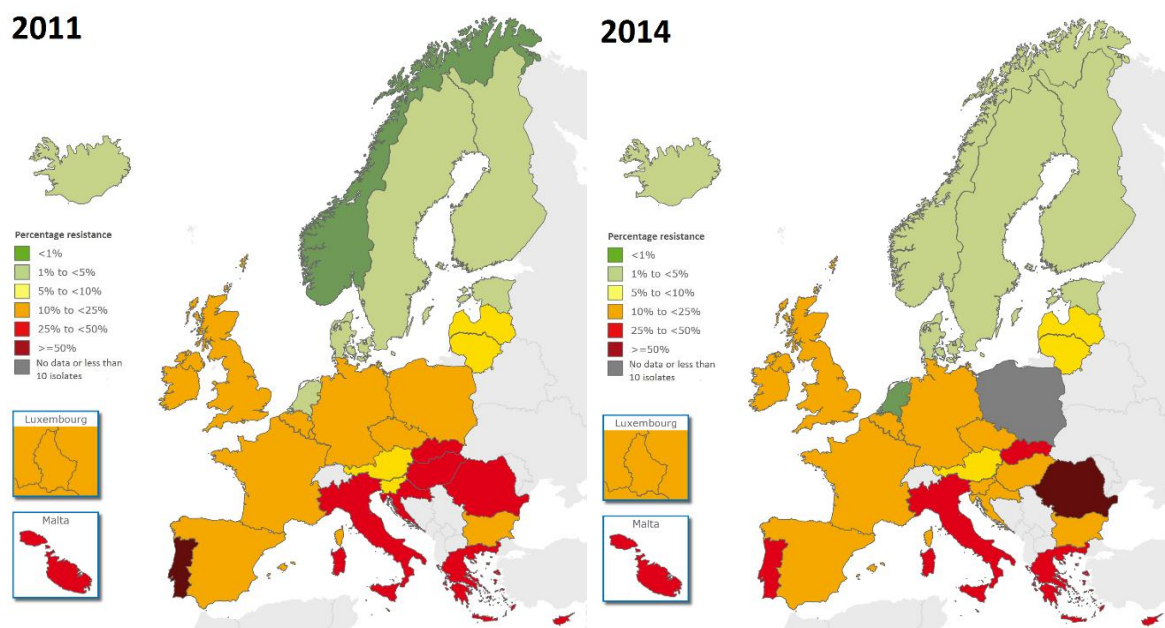 2011
Percentage resistance
<1%
1% to <5%
5% to <10%
10% to <25%
25% to <50%
>=50%
No data or less than
10 isolates
Luxembourg
Malta
2014
Percentage resistance
<1%
1% to <5%
5% to <10%
10% to <25%
25% to <50%
>=50%
No data or less than
10 isolates
Luxembourg
Malta